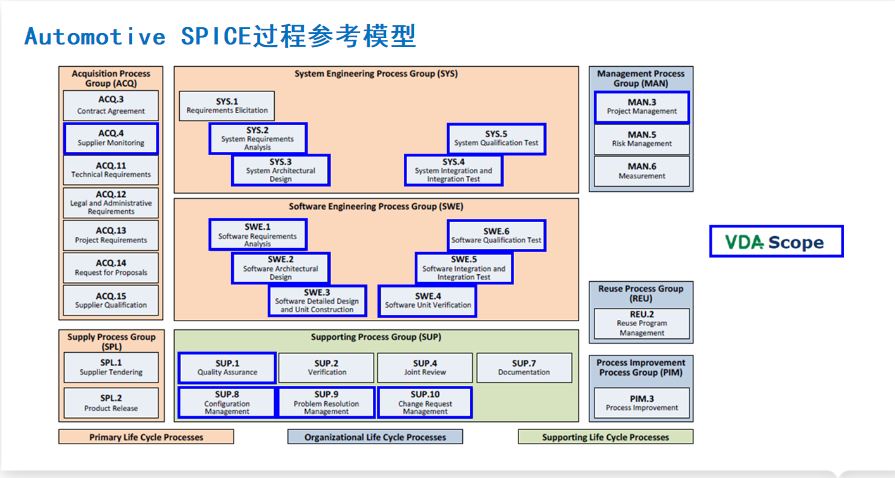 Automotive SPICE过程参考模型
Acquisition Process
Group (ACQ)
ACQ.3
Contract Agreement
ACQ.4
Supplier Monitoring
ACQ.11
Technical Requirements
ACQ.12
Legal and Administrative
Requirements
ACQ.13
Project Requirements
ACQ.14
Request for Proposals
ACQ.15
Supplier Qualification
System Engineering Process Group (SYS)
SYS.1
Requirements Elicitation
SYS.2
System Requirements
Analysis
SYS.3
System Architectural
Design
SYS.5
System Qualification Test
SYS.4
System Integration and
Integration Test
Software Engineering Process Group (SWE)
SWE.1
Software Requirements
Analysis
SWE.2
Software Architectural
Design
SWE.3
Software Detailed Design
and Unit Construction
SWE.6
Software Qualification Test
SWE.5
Software Integration and
Integration Test
SWE.4
Software Unit Verification
Management Process
Group (MAN)
MAN.3
Project Management
MAN.5
Risk Management
MAN.6
Measurement
VDA Scope
Reuse Process Group
(REU)
REU.2
Reuse Program
Management
Supply Process Group
(SPL)
SPL.1
Supplier Tendering
SPL.2
Product Release
Supporting Process Group (SUP)
SUP.1
Quality Assurance
SUP.2
Verification
SUP.4
Joint Review
SUP.7
Documentation
SUP.8
Configuration
Management
SUP.9
Problem Resolution
Management
SUP.10
Change Request
Management
Process Improvement
Process Group (PIM)
PIM.3
Process Improvement
Primary Life Cycle Processes
Organizational Life Cycle Processes
Supporting Life Cycle Processes